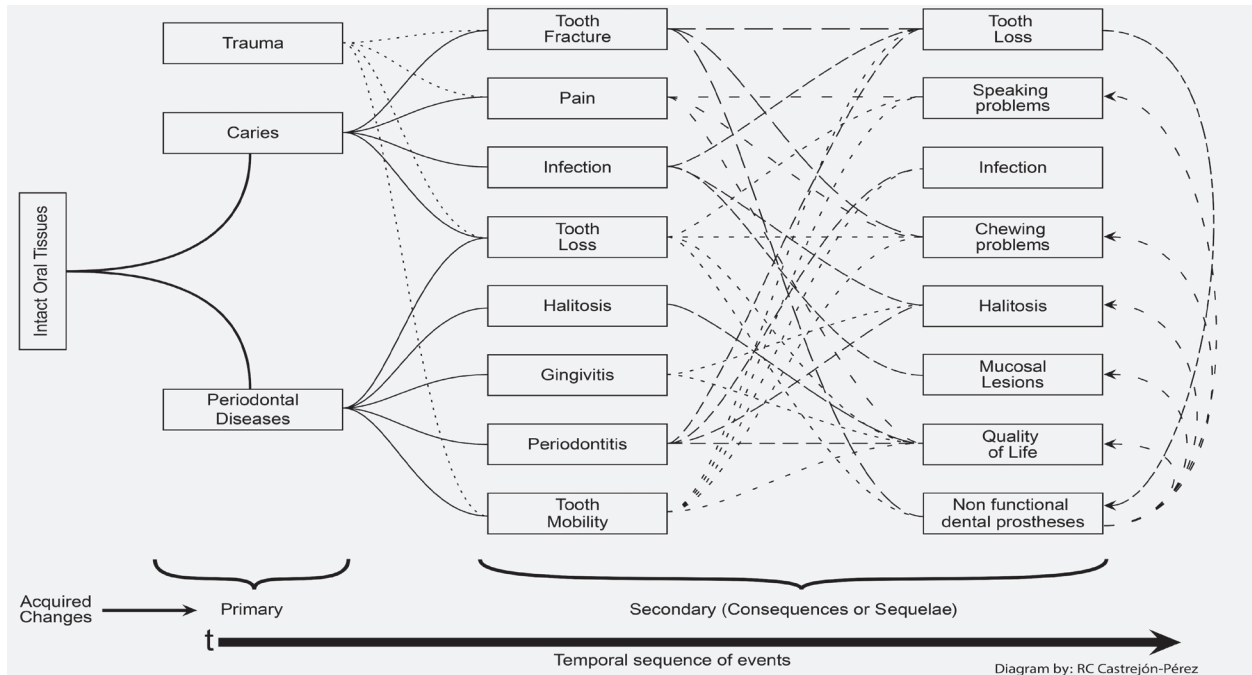 Intact Oral Tissues
Trauma
Caries
Periodontal
Diseases
Tooth
Fracture
Pain
Infection
Tooth
Loss
Halitosis
Gingivitis
Periodontitis
Tooth
Mobility
Tooth
Loss
Speaking
problems
Infection
Chewing
problems
Halitosis
Mucosal
Lesions
Quality
of Life
Non functional
dental prostheses
Acquired
Changes
Primary
Secondary (Consequences or Sequelae)
t
Temporal sequence of events
Diagram by: RC Castrejón-Pérez